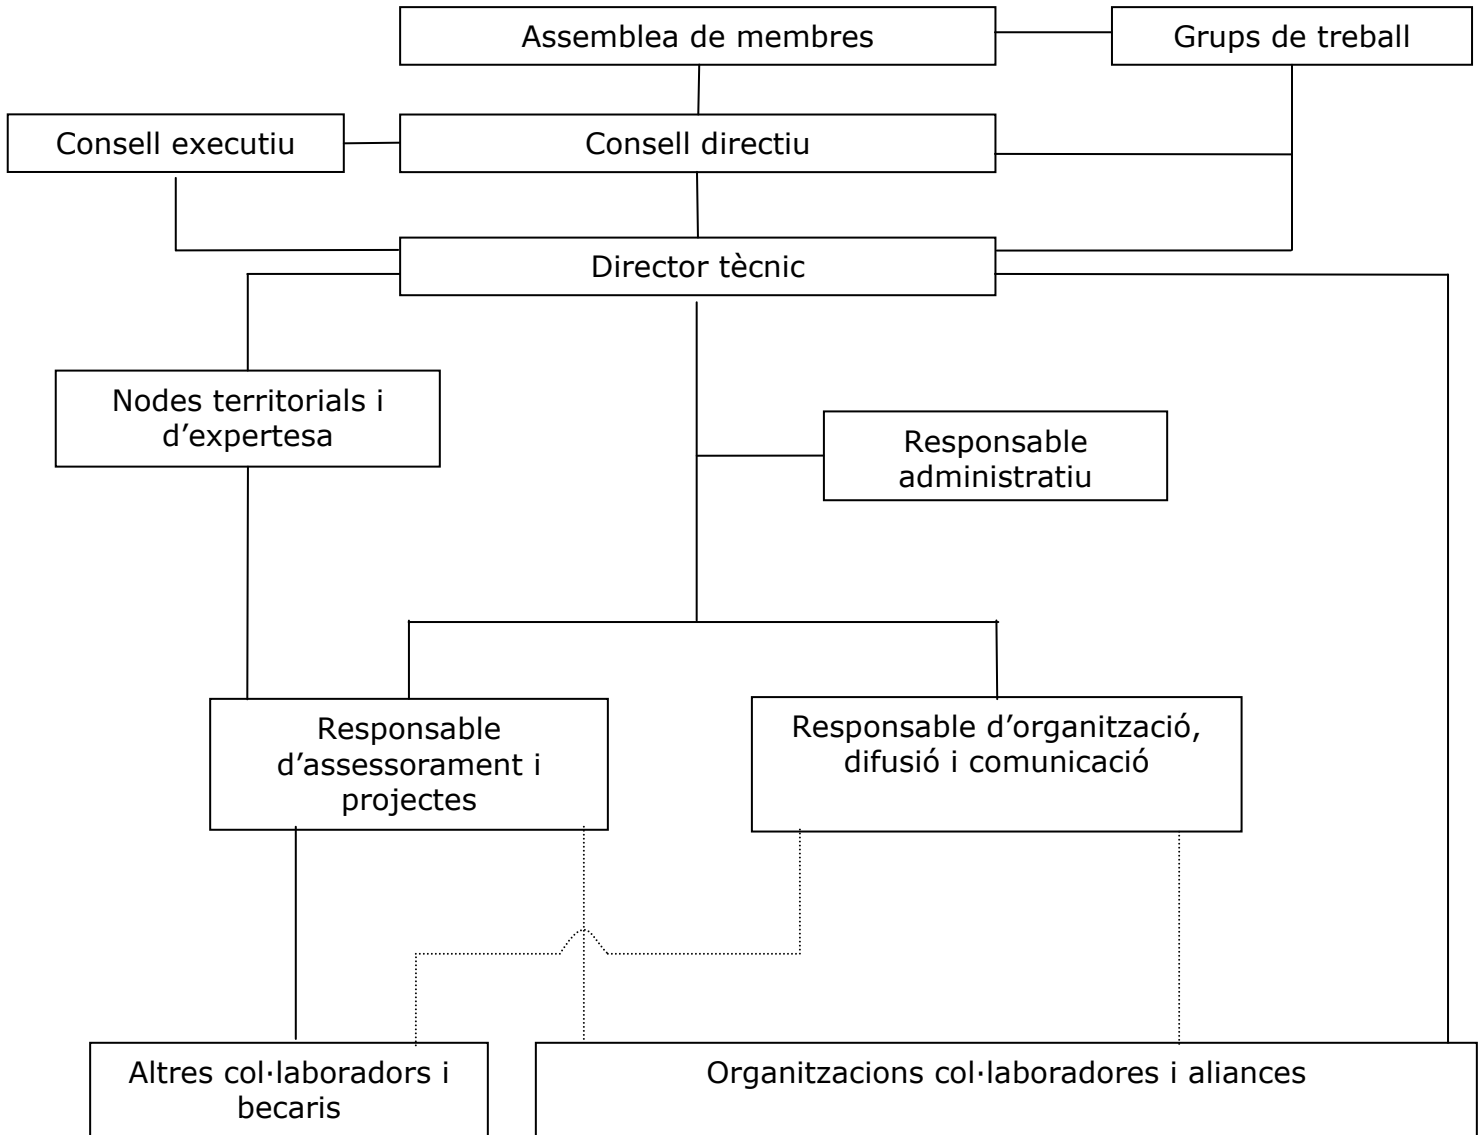 Assemblea de membres
Grups de treball
Consell executiu
Consell directiu
Director tècnic
Nodes territorials i
d’expertesa
Responsable
administratiu
Responsable
d’assessorament i
projectes
Responsable d’organització,
difusió i comunicació
Altres col·laboradors i
becaris
Organitzacions col·laboradores i aliances